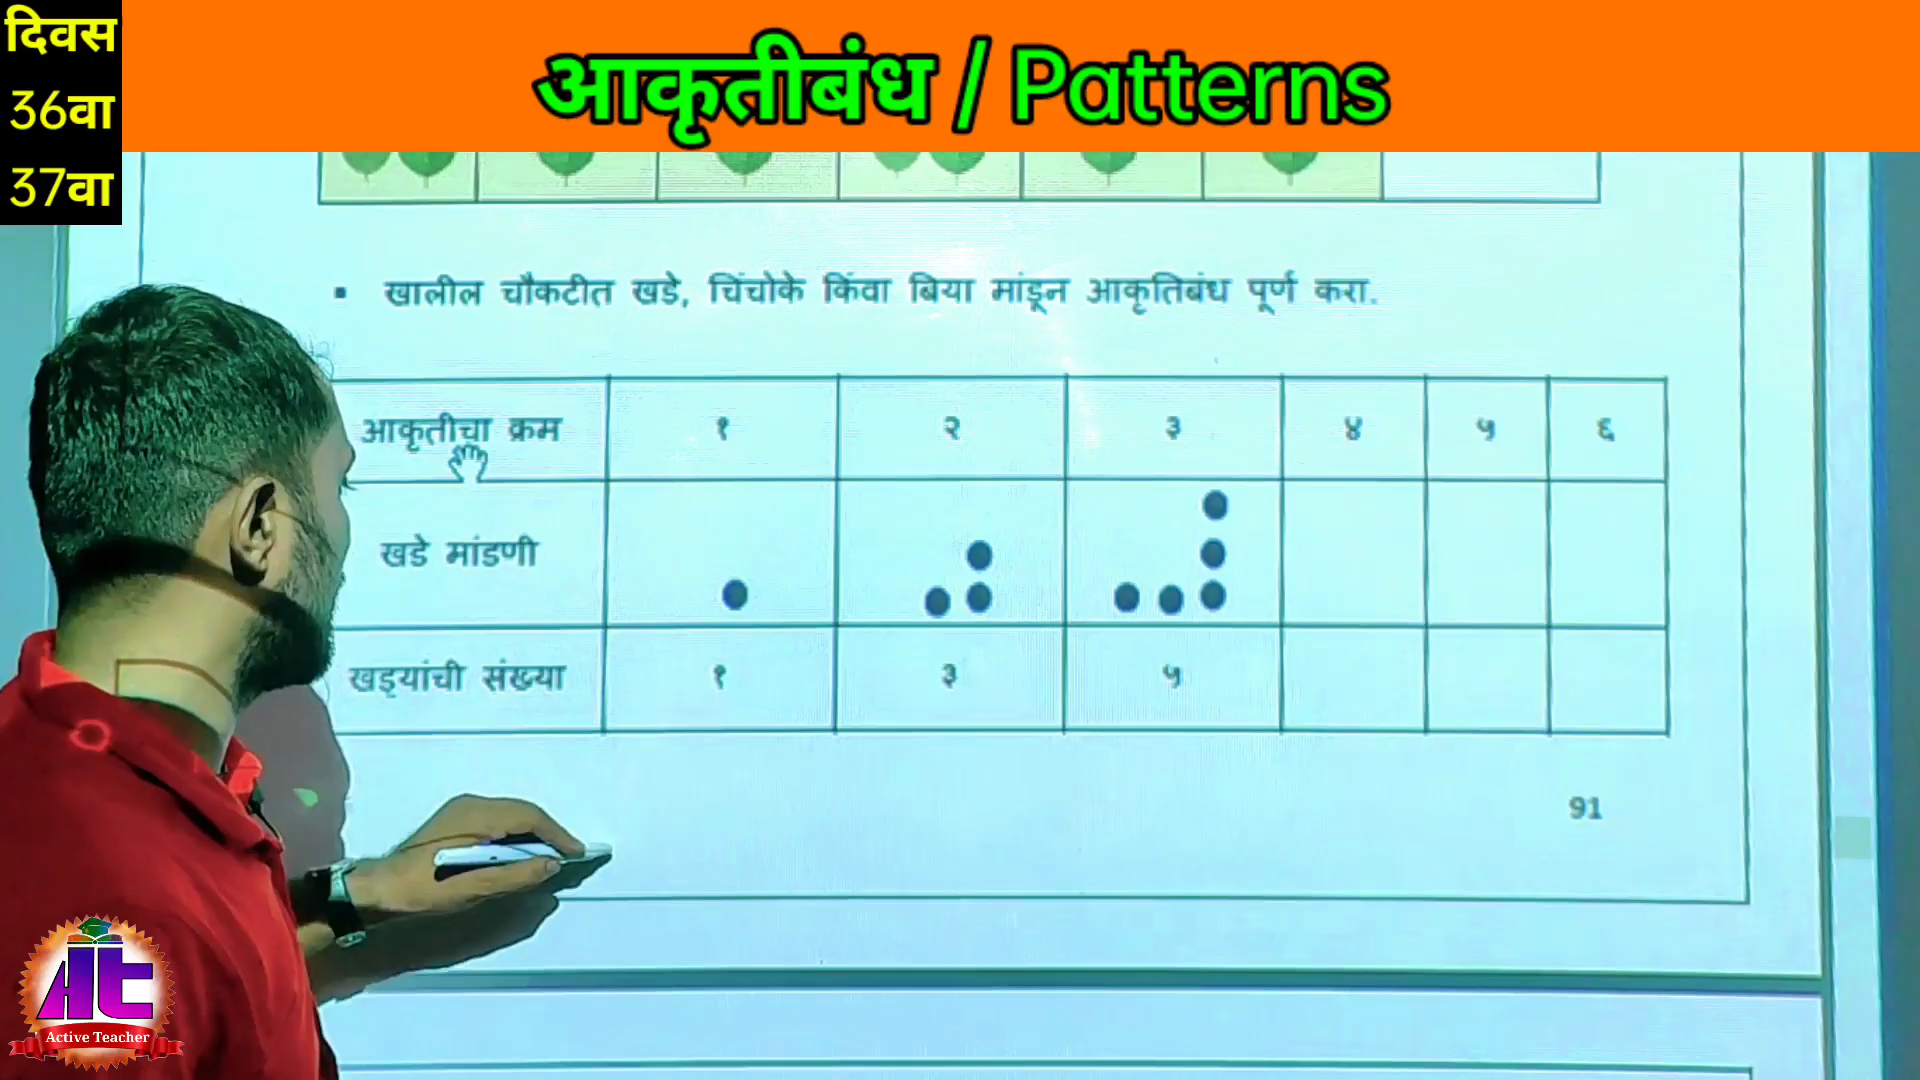 दिवस
36वा
37वा
आकृतीबंध / Patterns
▪ खालील चौकटीत खडे, चिंचोके किंवा बिया मांडून आकृतिबंध पूर्ण करा.
आकृतीचा क्रम १ २ ३ ४ ५ ६
खडे मांडणी
खड्यांची संख्या १ ३ ५
91
At
Active Teacher